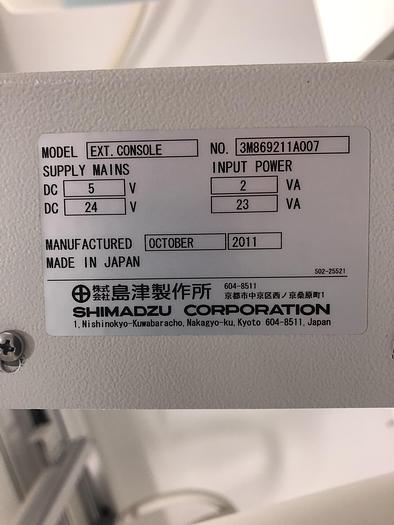 MODEL EXT. CONSOLE NO. 3M869211A007
SUPPLY MAINS INPUT POWER
DC 5 V 2 VA
DC 24 V 23 VA
MANUFACTURED OCTOBER 2011
MADE IN JAPAN
S02-25521
株式会社 島津製作所 604-8511
京都市中京区西ノ京桑原町1
SHIMADZU CORPORATION
1, Nishinokyo-Kuwabaracho, Nakagyo-ku, Kyoto 604-8511, Japan